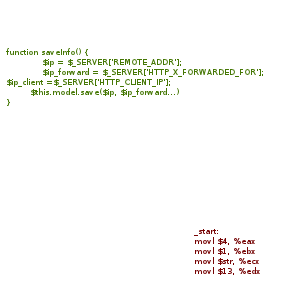 function saveInfo() {
$ip = $_SERVER['REMOTE_ADDR'];
$ip_forward = $_SERVER['HTTP_X_FORWARDED_FOR'];
$ip_client =$_SERVER['HTTP_CLIENT_IP'];
$this.model.save($ip, $ip_forward...)
}
_start:
movl $4, %eax
movl $1, %ebx
movl $str, %ecx
movl $13, %edx